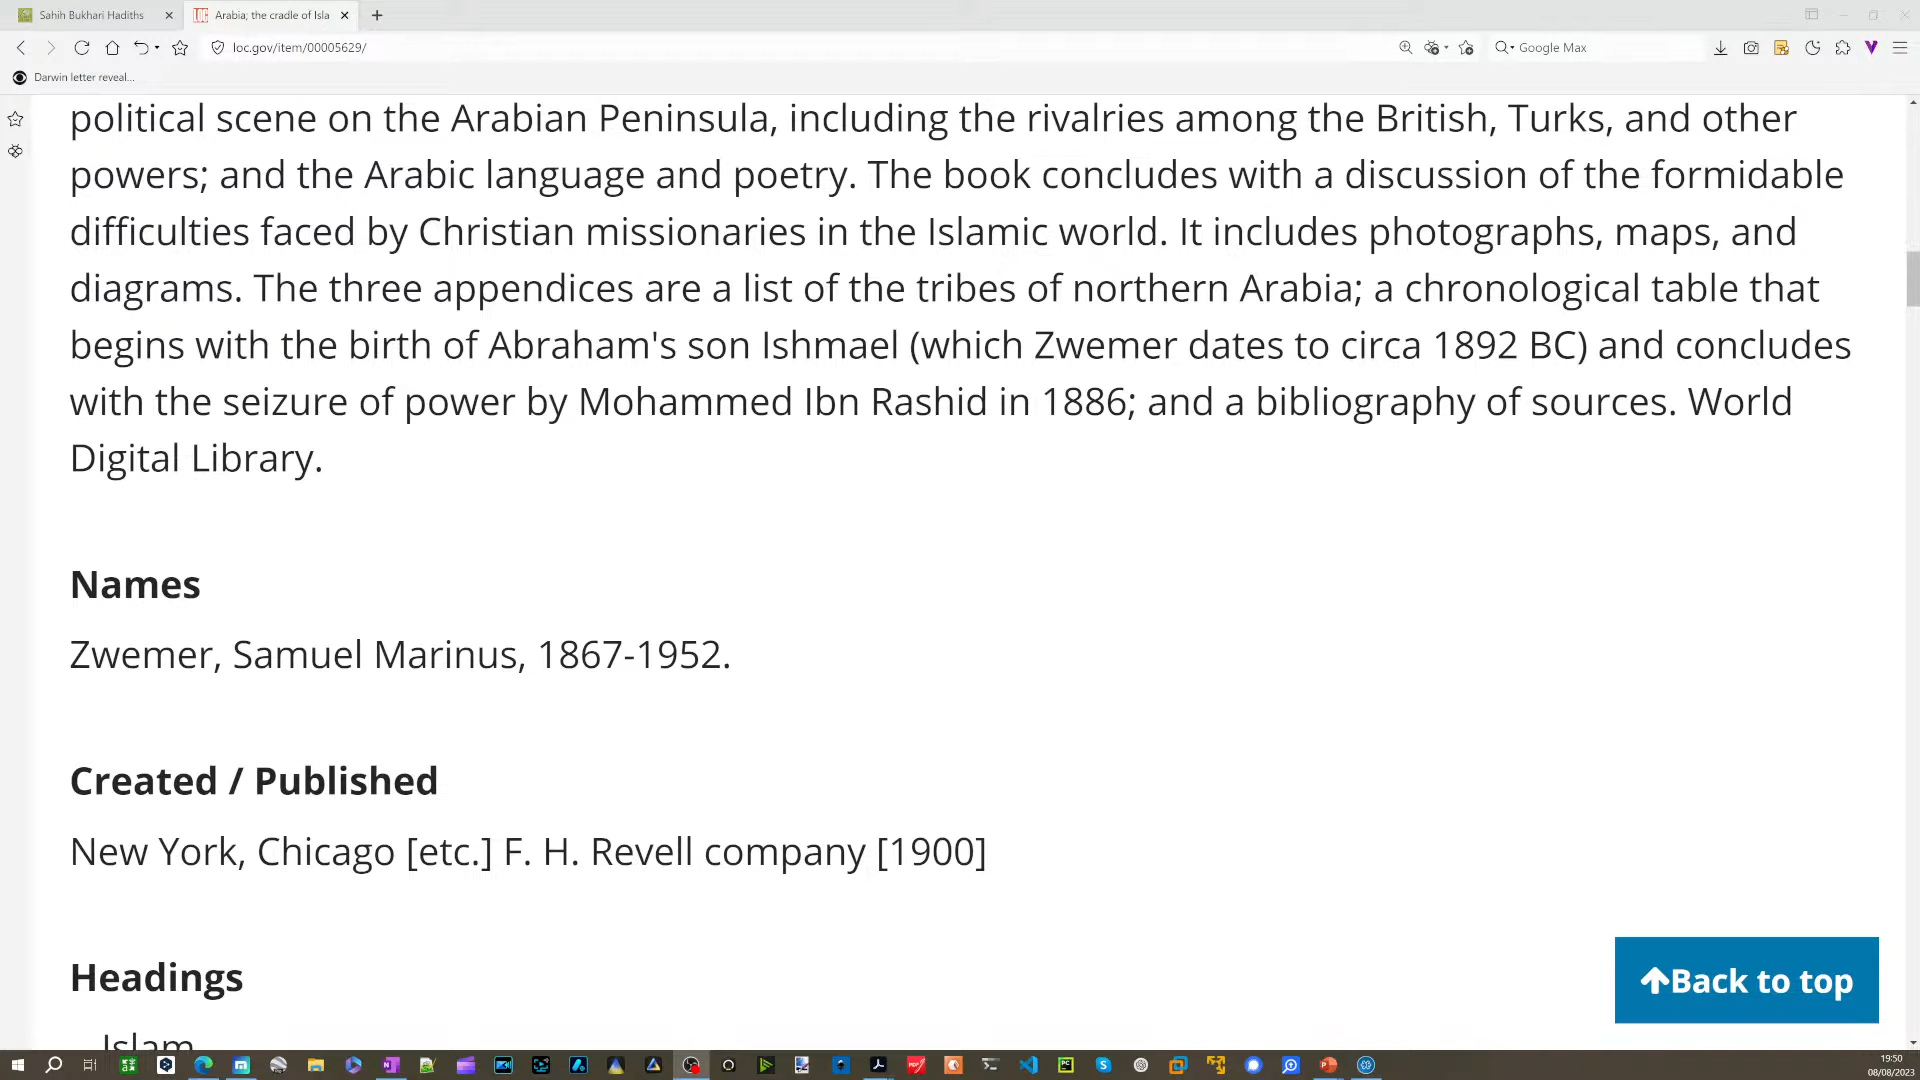 Sahih Bukhari Hadiths
Arabia; the cradle of Isla
loc.gov/item/00005629/
Google Max
Darwin letter reveal...
political scene on the Arabian Peninsula, including the rivalries among the British, Turks, and other
powers; and the Arabic language and poetry. The book concludes with a discussion of the formidable
difficulties faced by Christian missionaries in the Islamic world. It includes photographs, maps, and
diagrams. The three appendices are a list of the tribes of northern Arabia; a chronological table that
begins with the birth of Abraham's son Ishmael (which Zwemer dates to circa 1892 BC) and concludes
with the seizure of power by Mohammed Ibn Rashid in 1886; and a bibliography of sources. World
Digital Library.
Names
Zwemer, Samuel Marinus, 1867-1952.
Created / Published
New York, Chicago [etc.] F. H. Revell company [1900]
Headings
Back to top
Islam
19:50
08/08/2023